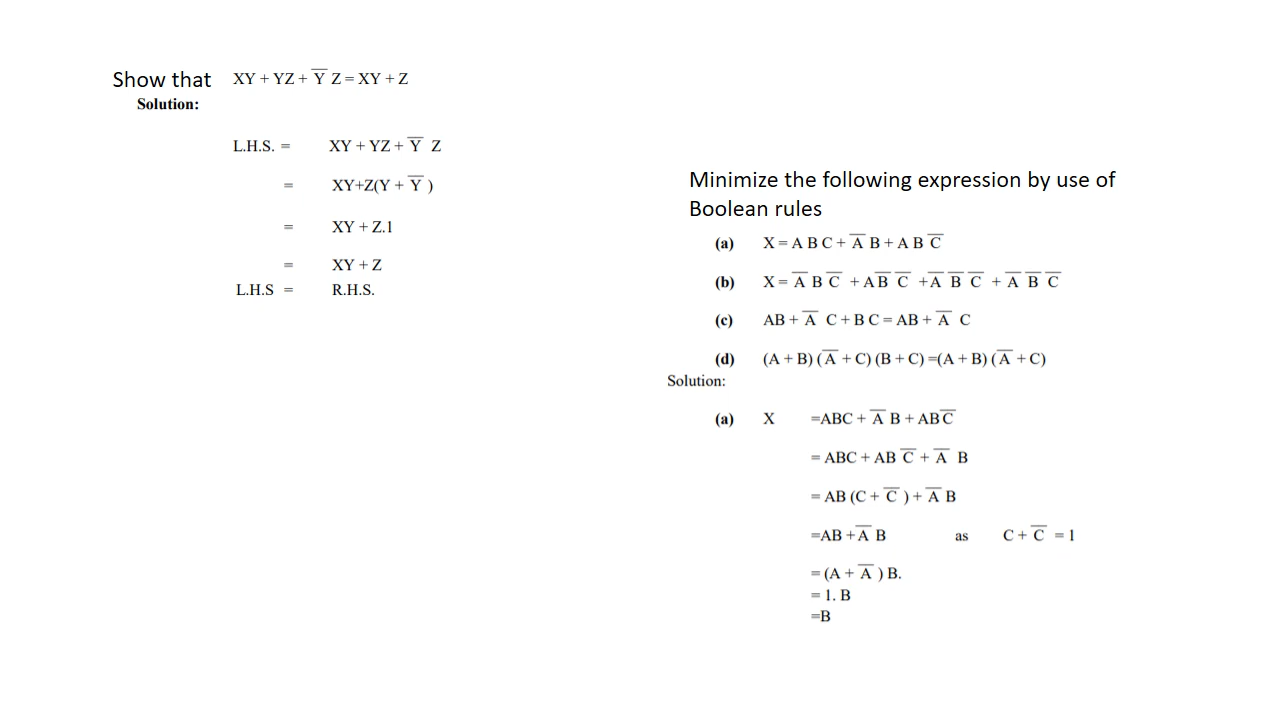 Show that XY + YZ + Y̅ Z = XY + Z
Solution:
L.H.S. = XY + YZ + Y̅ Z
= XY+Z(Y + Y̅ )
= XY + Z.1
= XY + Z
L.H.S = R.H.S.
Minimize the following expression by use of
Boolean rules
(a) X = A B C + A̅ B + A B C̅
(b) X = A̅ B C̅ + A B̅ C̅ + A̅ B̅ C̅ + A̅ B̅ C̅
(c) AB + A̅ C + B C = AB + A̅ C
(d) (A + B) ( A̅ + C) (B + C) =(A + B) ( A̅ + C)
Solution:
(a) X =ABC + A̅ B + AB C̅
= ABC + AB C̅ + A̅ B
= AB (C + C̅ ) + A̅ B
=AB + A̅ B as C + C̅ = 1
= (A + A̅ ) B.
= 1. B
=B